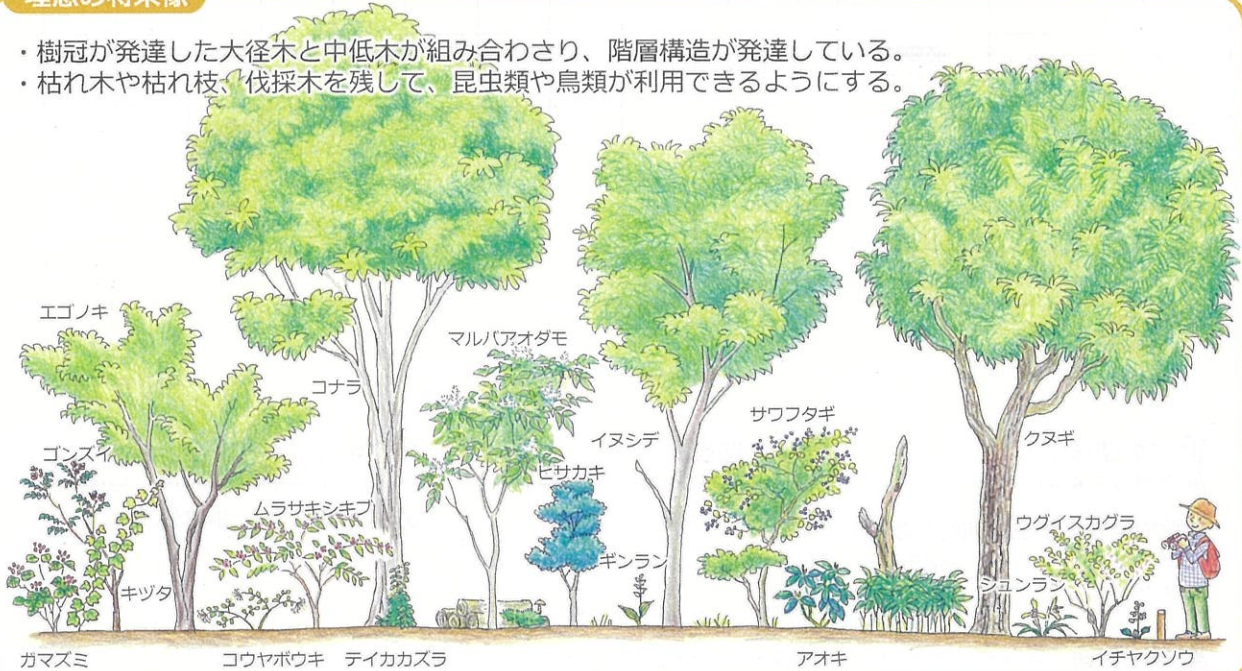 理想の将来像
・樹冠が発達した大径木と中低木が組み合わさり、階層構造が発達している。
・枯れ木や枯れ枝、伐採木を残して、昆虫類や鳥類が利用できるようにする。
エゴノキ
マルバアオダモ
コナラ
サワフタギ
イヌシデ
クヌギ
ゴンズイ
ヒサカキ
ムラサキシキブ
ウグイスカグラ
ギンラン
シュンラン
キヅタ
ガマズミ
コウヤボウキ
テイカカズラ
アオキ
イチヤクソウ